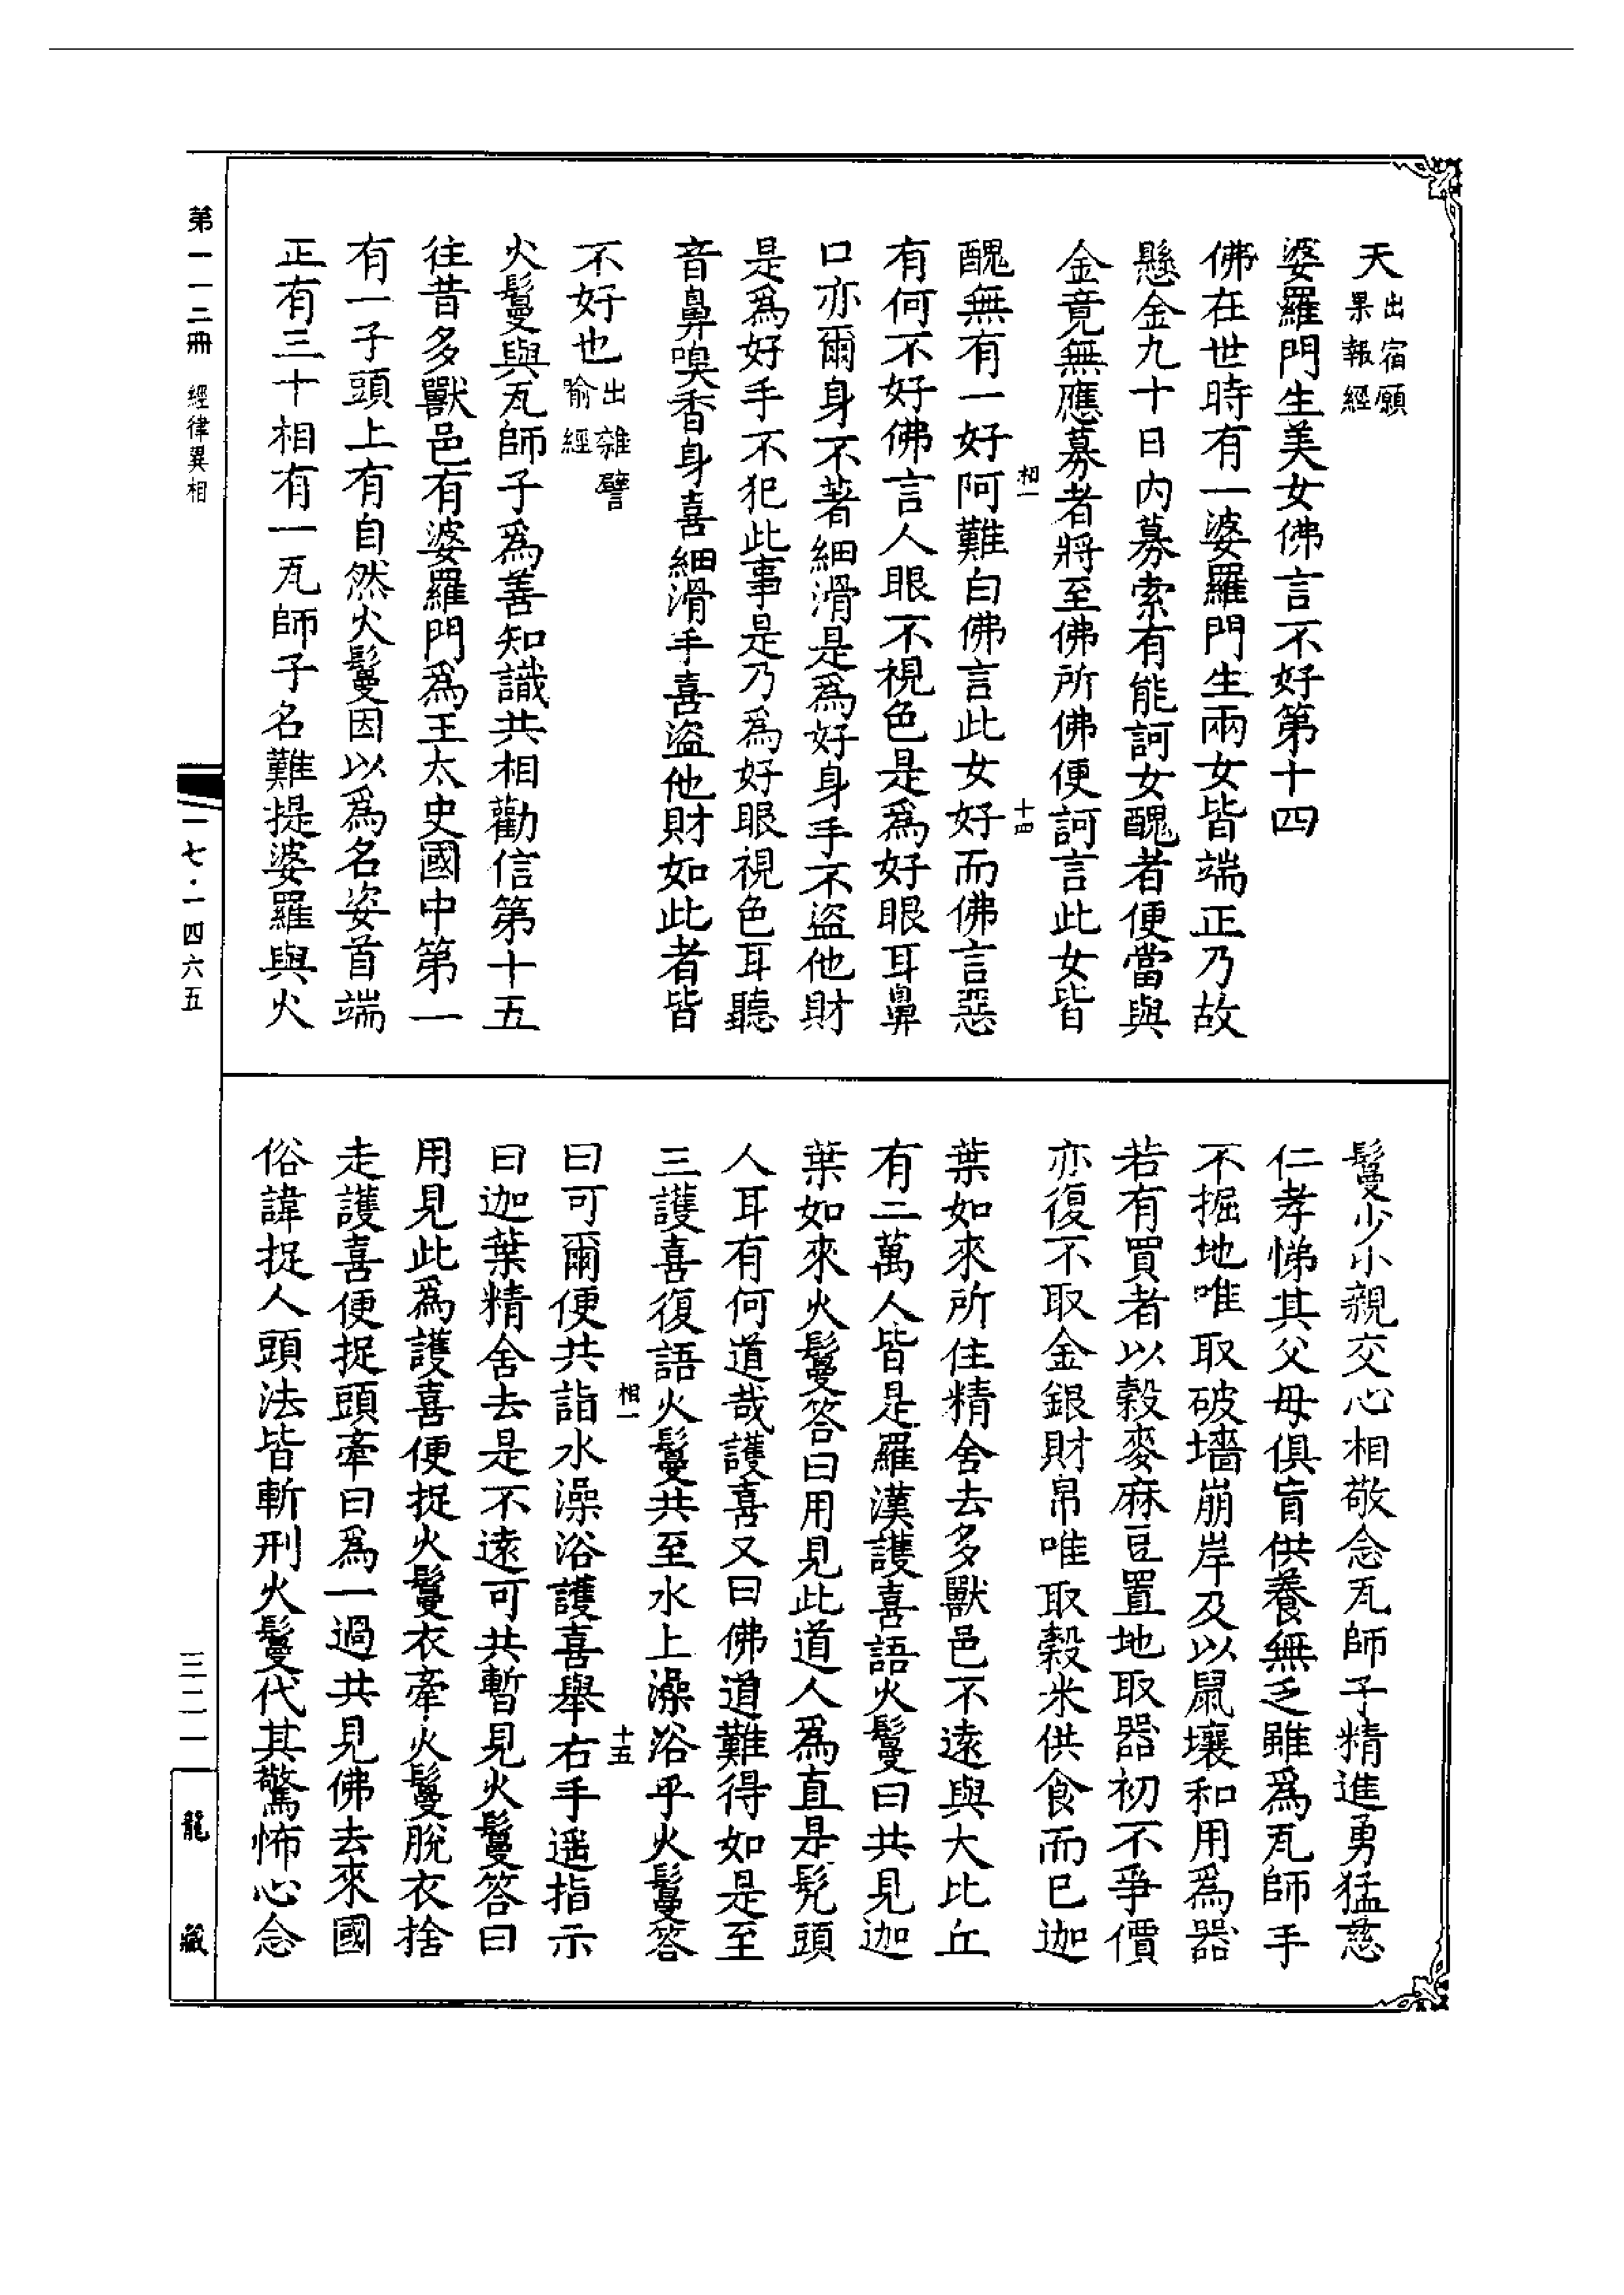 天出宿願果報經
婆羅門生美女佛言不好第十四
佛在世時有一婆羅門生兩女皆端正乃故
懸金九十日內募索有能訶女醜者便當與
金竟無應募者將至佛所佛便訶言此女皆
相一 十四
醜無有一好阿難白佛言此女好而佛言惡
有何不好佛言人眼不視色是爲好眼耳鼻
口亦爾身不著細滑是爲好身手不盜他財
是爲好手不犯此事是乃爲好眼視色耳聽
音鼻嗅香身喜細滑手喜盜他財如此者皆
不好也出雜譬喻經
火鬘與瓦師子爲善知識共相勸信第十五
往昔多獸邑有婆羅門爲王太史國中第一
有一子頭上有自然火鬘因以爲名姿首端
正有三十相有一瓦師子名難提婆羅與火
鬘少小親交心相敬念瓦師子精進勇猛慈
仁孝悌其父母俱盲供養無乏雖爲瓦師手
不掘地唯取破墻崩岸及以鼠壤和用爲器
若有買者以穀麥麻豆置地取器初不爭價
亦復不取金銀財帛唯取穀米供食而已迦
葉如來所住精舍去多獸邑不遠與大比丘
有二萬人皆是羅漢護喜語火鬘曰共見迦
葉如來火鬘答曰用見此道人爲直是髠頭
人耳有何道哉護喜又曰佛道難得如是至
三護喜復語火鬘共至水上澡浴乎火鬘答
相一 十五
曰可爾便共詣水澡浴護喜舉右手遥指示
曰迦葉精舍去是不遠可共暫見火鬘答曰
用見此爲護喜便捉火鬘衣牽火鬘脫衣捨
走護喜便捉頭牽曰爲一過共見佛去來國
俗諱捉人頭法皆斬刑火鬘代其驚怖心念
第一一二冊 經律異相
一七·一四六五
三二一
龍藏